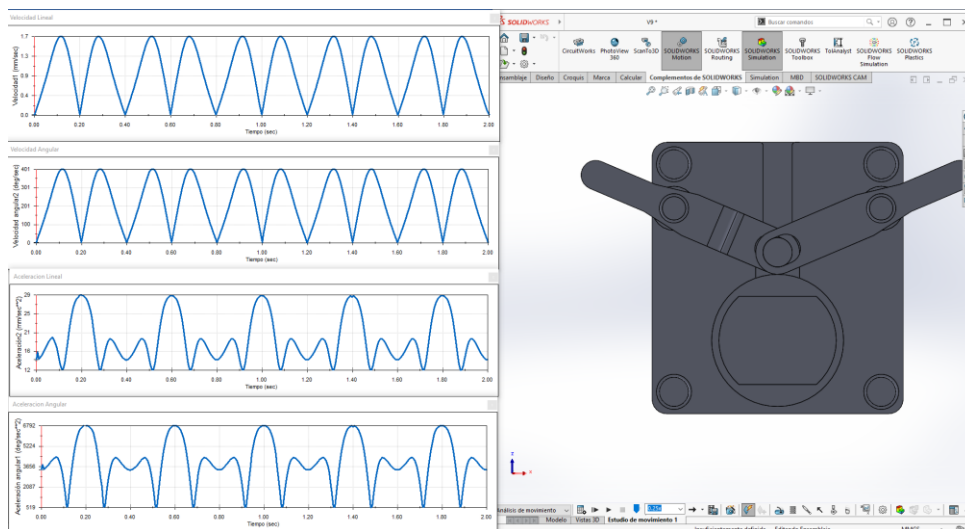 Velocidad Lineal
Velocidad1 (mm/sec)
1.7
1.3
0.9
0.4
0.0
0.00 0.20 0.40 0.60 0.80 1.00 1.20 1.40 1.60 1.80 2.00
Tiempo (sec)
Velocidad Angular
Velocidad angular2 (deg/sec)
401
301
201
100
0
0.00 0.20 0.40 0.60 0.80 1.00 1.20 1.40 1.60 1.80 2.00
Tiempo (sec)
Aceleracion Lineal
Aceleración2 (mm/sec**2)
29
25
21
16
12
0.00 0.20 0.40 0.60 0.80 1.00 1.20 1.40 1.60 1.80 2.00
Tiempo (sec)
Aceleracion Angular
Aceleración angular1 (deg/sec**2)
6792
5224
3656
2087
519
0.00 0.20 0.40 0.60 0.80 1.00 1.20 1.40 1.60 1.80 2.00
Tiempo (sec)
SOLIDWORKS
V9 *
Buscar comandos
CircuitWorks
PhotoView 360
ScanTo3D
SOLIDWORKS Motion
SOLIDWORKS Routing
SOLIDWORKS Simulation
SOLIDWORKS Toolbox
TolAnalyst
SOLIDWORKS Flow Simulation
SOLIDWORKS Plastics
Ensamblaje Diseño Croquis Marca Calcular Complementos de SOLIDWORKS Simulation MBD SOLIDWORKS CAM
Análisis de movimiento
Modelo Vistas 3D Estudio de movimiento 1